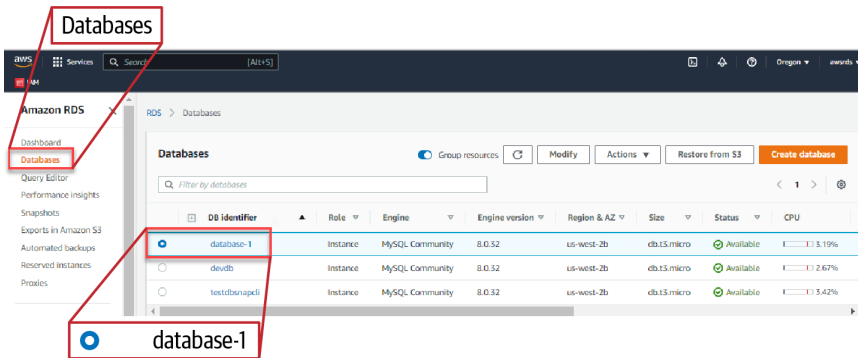 Databases
aws Services Search [Alt+S] Oregon awsrds
IAM
Amazon RDS
RDS > Databases
Dashboard
Databases
Query Editor
Performance insights
Snapshots
Exports in Amazon S3
Automated backups
Reserved instances
Proxies
Databases Group resources Modify Actions Restore from S3 Create database
Filter by databases
1
DB identifier Role Engine Engine version Region & AZ Size Status CPU
database-1 Instance MySQL Community 8.0.32 us-west-2b db.t3.micro Available 3.19%
devdb Instance MySQL Community 8.0.32 us-west-2b db.t3.micro Available 2.67%
testdbsnapcli Instance MySQL Community 8.0.32 us-west-2b db.t3.micro Available 3.42%
database-1